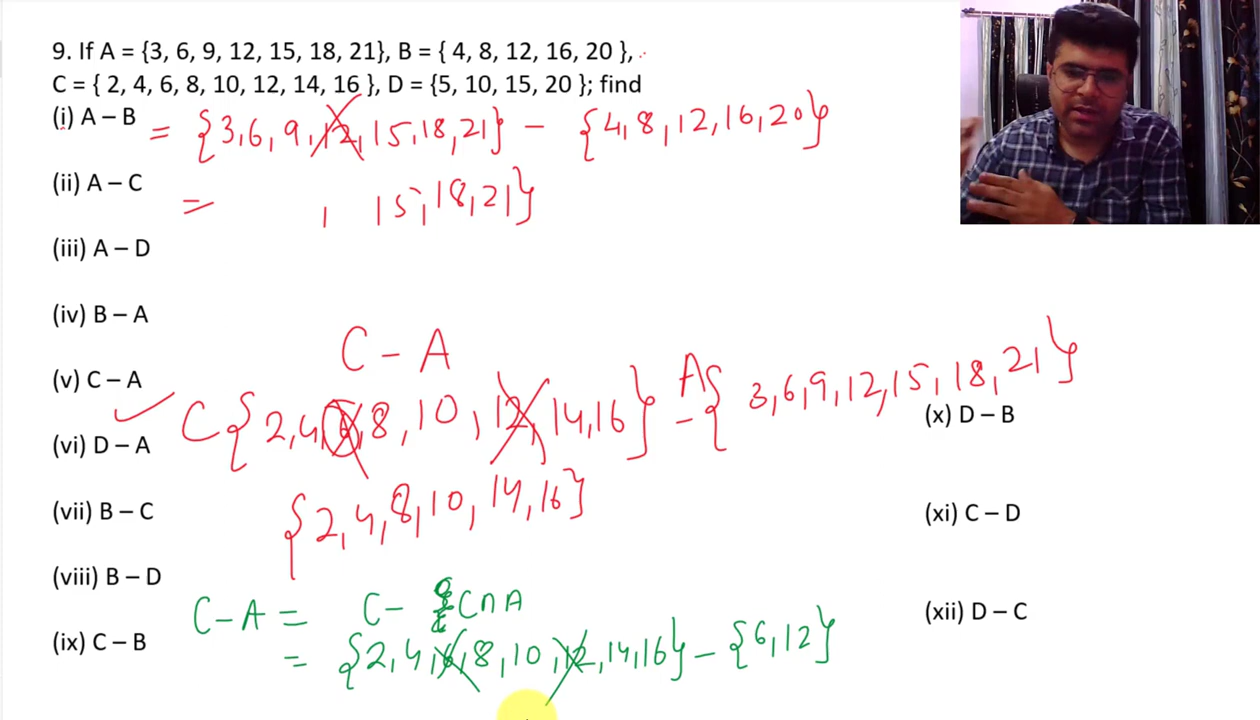 9. If A = {3, 6, 9, 12, 15, 18, 21}, B = { 4, 8, 12, 16, 20 },
C = { 2, 4, 6, 8, 10, 12, 14, 16 }, D = {5, 10, 15, 20 }; find
(i) A – B = {3,6,9,12,15,18,21} – {4,8,12,16,20}
(ii) A – C = , 15,18,21}
(iii) A – D
(iv) B – A
C – A
(v) C – A
C{2,4,6,8,10,12,14,16} – A{3,6,9,12,15,18,21}
(x) D – B
(vi) D – A
(vii) B – C {2,4,8,10,14,16}
(xi) C – D
(viii) B – D
C–A = C– C∩A
(xii) D – C
(ix) C – B = {2,4,6,8,10,12,14,16} – {6,12}